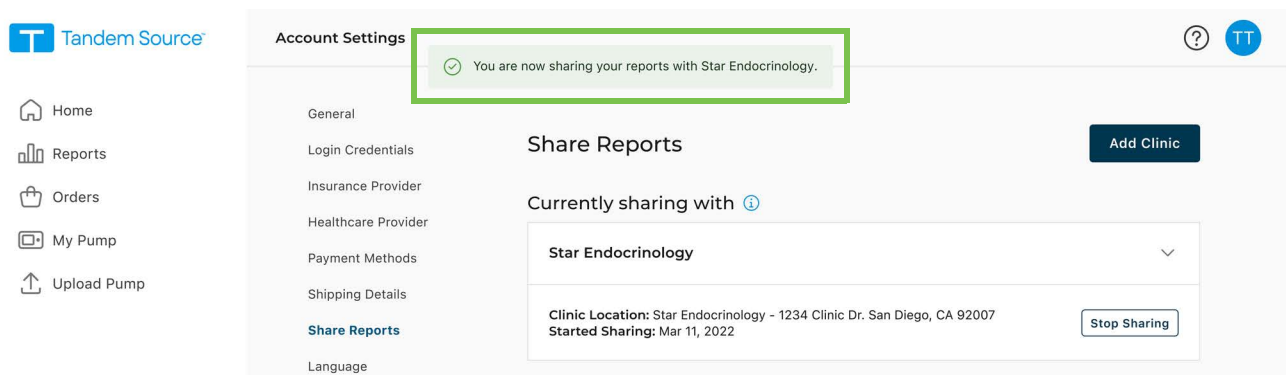 Tandem Source™
Home
Reports
Orders
My Pump
Upload Pump
Account Settings
You are now sharing your reports with Star Endocrinology.
TT
General
Login Credentials
Insurance Provider
Healthcare Provider
Payment Methods
Shipping Details
Share Reports
Language
Share Reports
Add Clinic
Currently sharing with
Star Endocrinology
Clinic Location: Star Endocrinology - 1234 Clinic Dr. San Diego, CA 92007
Started Sharing: Mar 11, 2022
Stop Sharing